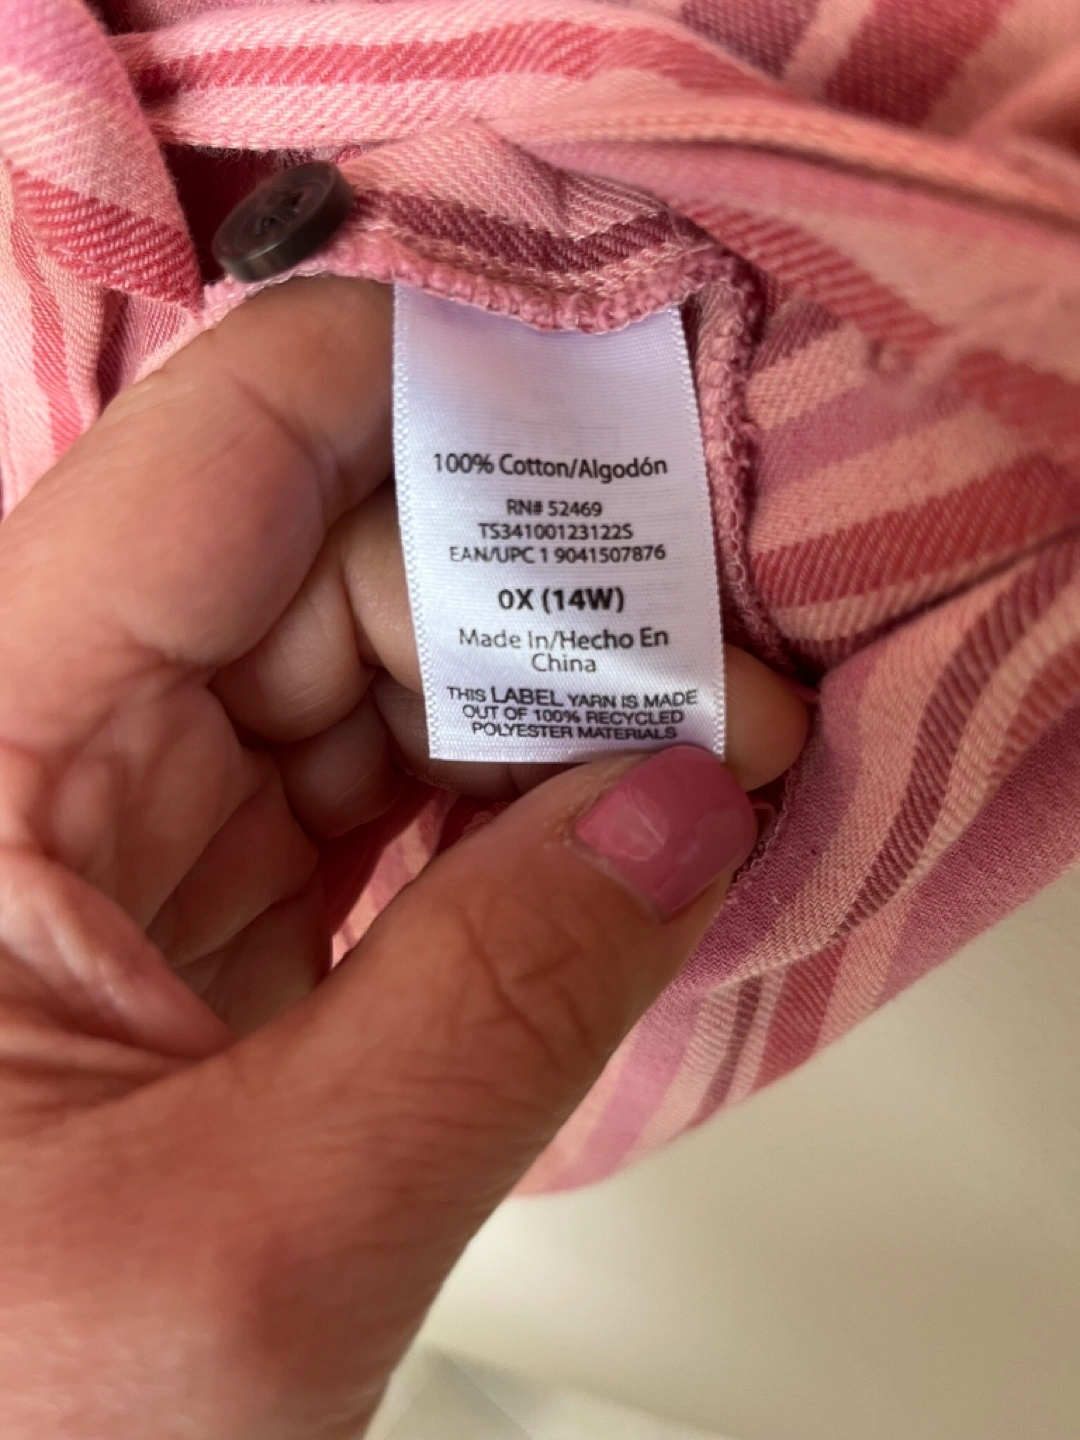 100% Cotton/Algodón
RN# 52469
TS34100123122S
EAN/UPC 1 9041507876
0X (14W)
Made In/Hecho En
China
THIS LABEL YARN IS MADE
OUT OF 100% RECYCLED
POLYESTER MATERIALS